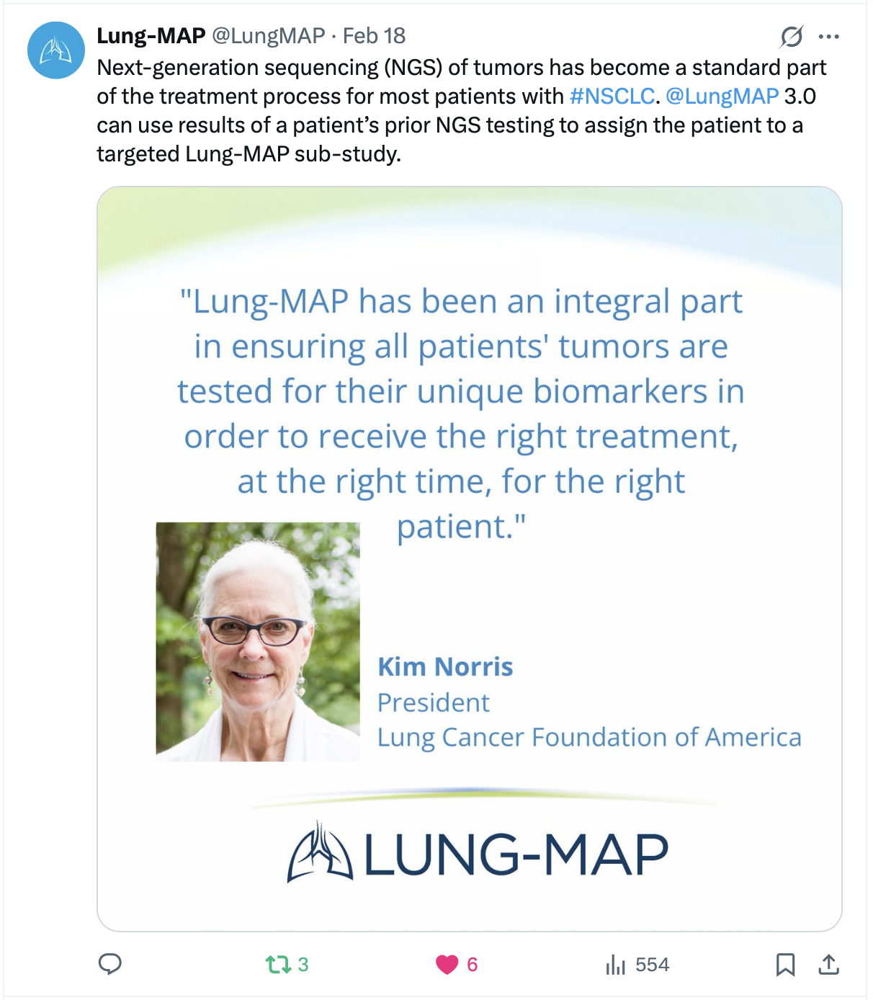 Lung-MAP @LungMAP · Feb 18
Next-generation sequencing (NGS) of tumors has become a standard part
of the treatment process for most patients with #NSCLC. @LungMAP 3.0
can use results of a patient’s prior NGS testing to assign the patient to a
targeted Lung-MAP sub-study.
"Lung-MAP has been an integral part
in ensuring all patients' tumors are
tested for their unique biomarkers in
order to receive the right treatment,
at the right time, for the right
patient."
Kim Norris
President
Lung Cancer Foundation of America
LUNG-MAP
3 6 554